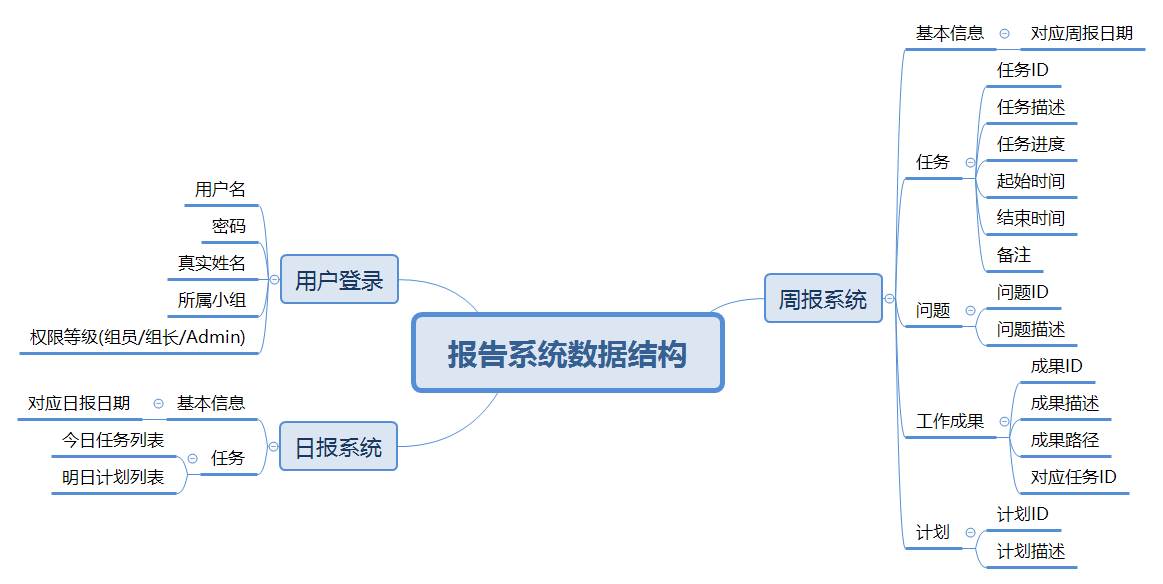 报告系统数据结构
用户登录
用户名
密码
真实姓名
所属小组
权限等级(组员/组长/Admin)
日报系统
基本信息
对应日报日期
任务
今日任务列表
明日计划列表
周报系统
基本信息
对应周报日期
任务
任务ID
任务描述
任务进度
起始时间
结束时间
备注
问题
问题ID
问题描述
工作成果
成果ID
成果描述
成果路径
对应任务ID
计划
计划ID
计划描述